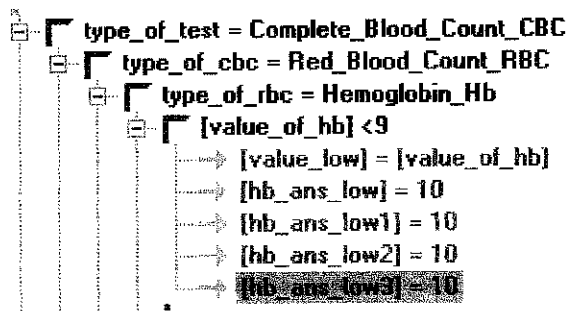 type_of_test = Complete_Blood_Count_CBC
type_of_cbc = Red_Blood_Count_RBC
type_of_rbc = Hemoglobin_Hb
[value_of_hb] <9
[value_low] = [value_of_hb]
[hb_ans_low] = 10
[hb_ans_low1] = 10
[hb_ans_low2] = 10
[hb_ans_low3] = 10